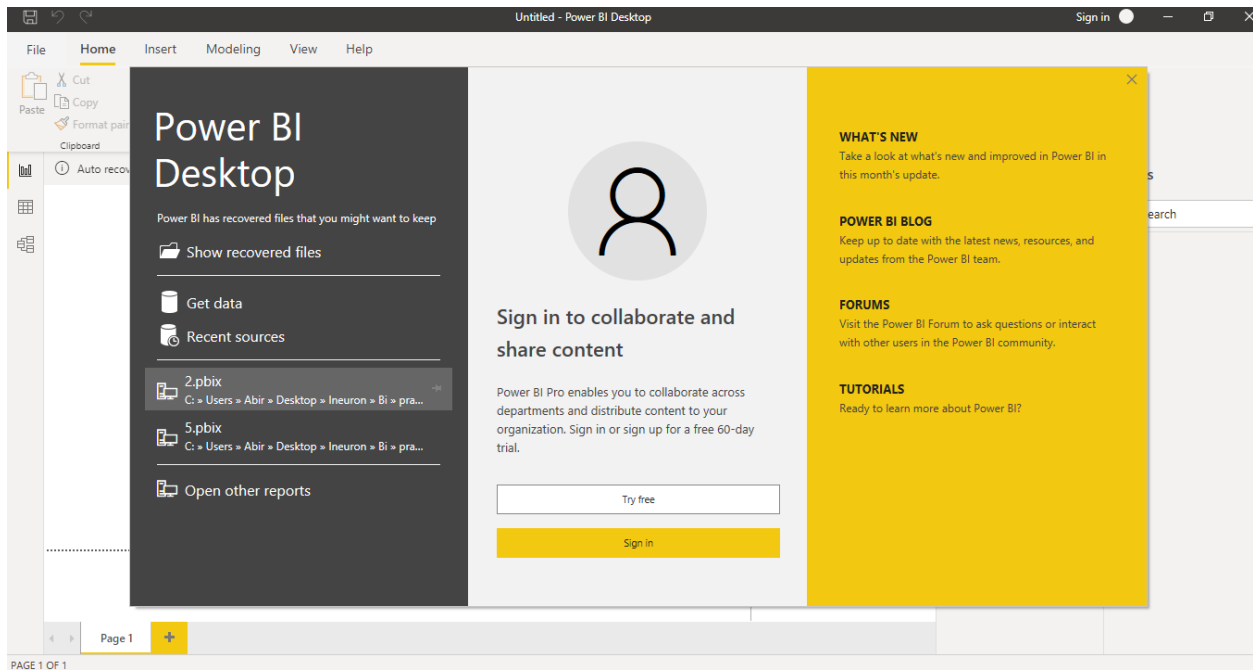 Untitled - Power BI Desktop
Sign in
File Home Insert Modeling View Help
Paste
Cut
Copy
Format pain
Clipboard
Auto recov
Power BI
Desktop
Power BI has recovered files that you might want to keep
Show recovered files
Get data
Recent sources
2.pbix
C: » Users » Abir » Desktop » Ineuron » Bi » pra...
5.pbix
C: » Users » Abir » Desktop » Ineuron » Bi » pra...
Open other reports
Sign in to collaborate and
share content
Power BI Pro enables you to collaborate across
departments and distribute content to your
organization. Sign in or sign up for a free 60-day
trial.
Try free
Sign in
WHAT'S NEW
Take a look at what's new and improved in Power BI in
this month's update.
POWER BI BLOG
Keep up to date with the latest news, resources, and
updates from the Power BI team.
FORUMS
Visit the Power BI Forum to ask questions or interact
with other users in the Power BI community.
TUTORIALS
Ready to learn more about Power BI?
s
earch
Page 1
PAGE 1 OF 1